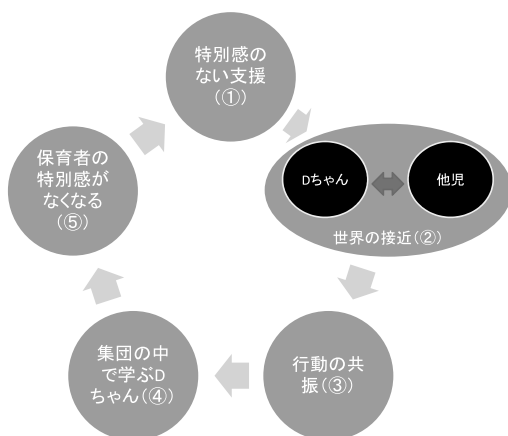 特別感の
ない支援
(①)
Dちゃん
他児
世界の接近(②)
行動の共
振(③)
集団の中
で学ぶD
ちゃん(④)
保育者の
特別感が
なくなる
(⑤)